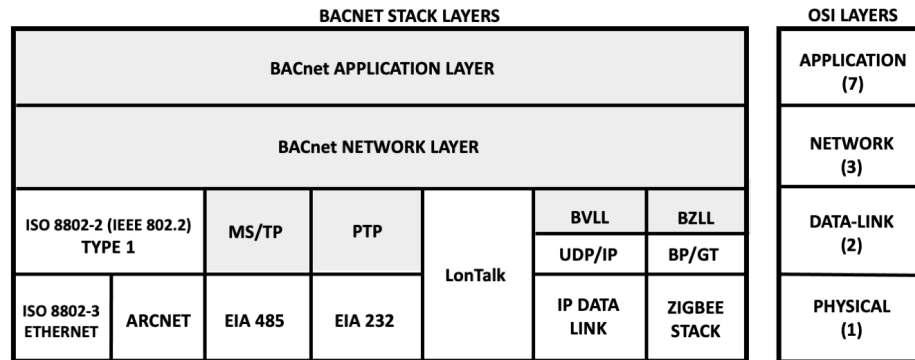 BACNET STACK LAYERS
OSI LAYERS
BACnet APPLICATION LAYER
APPLICATION
(7)
BACnet NETWORK LAYER
NETWORK
(3)
ISO 8802-2 (IEEE 802.2)
TYPE 1
MS/TP
PTP
LonTalk
BVLL
BZLL
UDP/IP
BP/GT
DATA-LINK
(2)
ISO 8802-3
ETHERNET
ARCNET
EIA 485
EIA 232
IP DATA
LINK
ZIGBEE
STACK
PHYSICAL
(1)